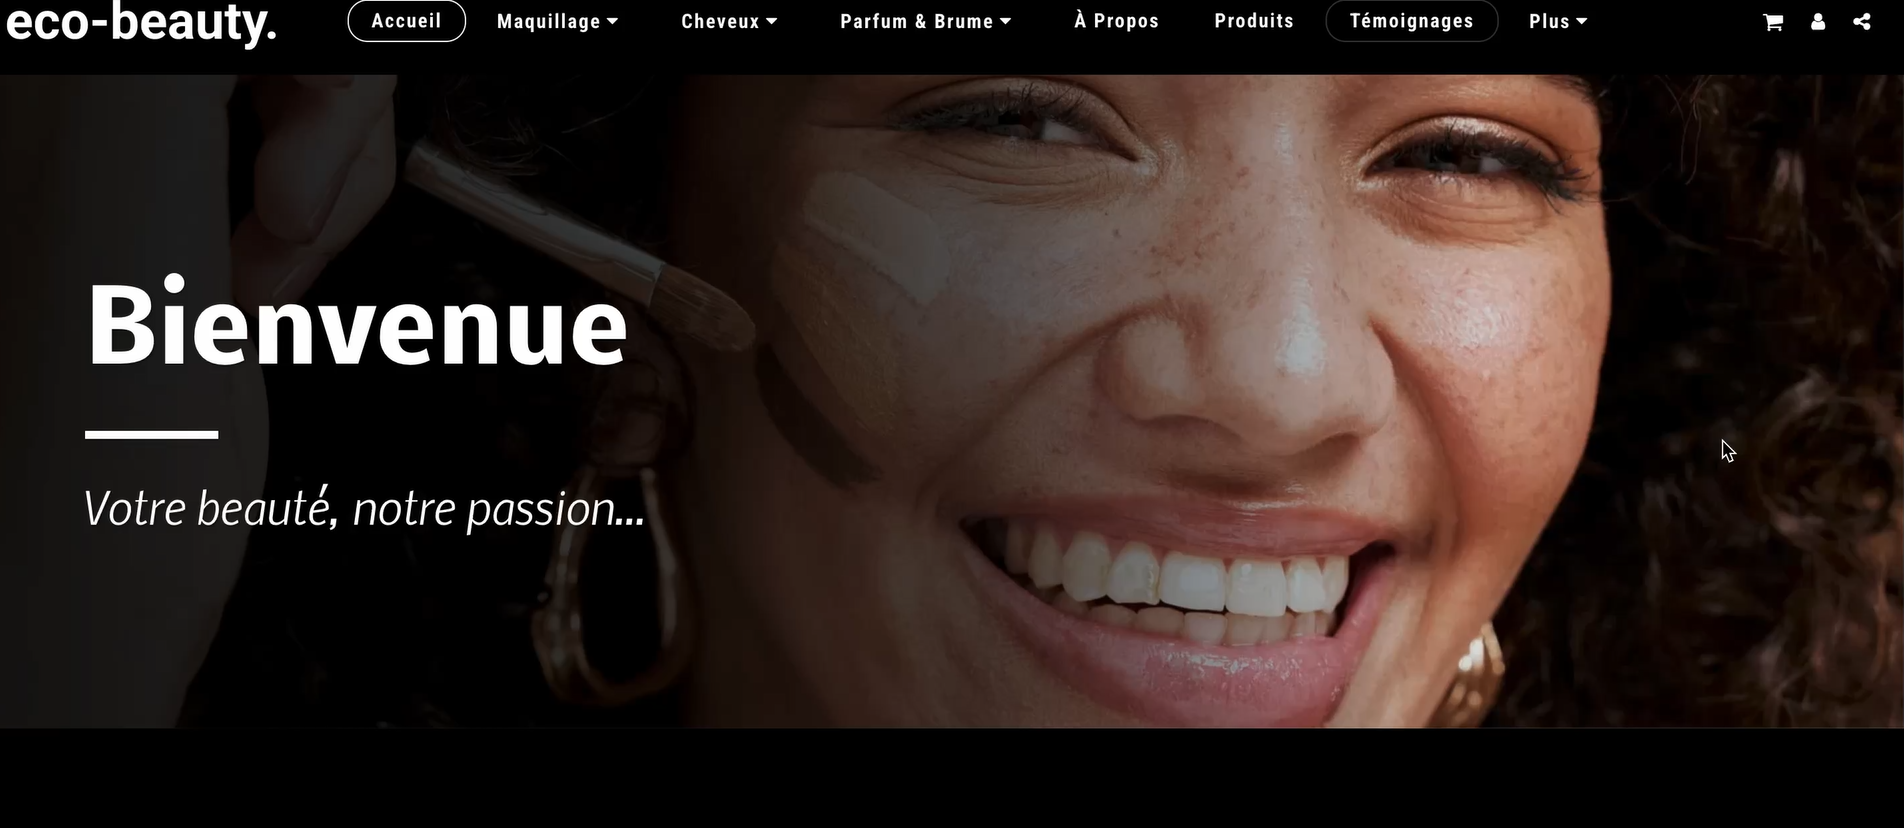 eco-beauty.
Accueil Maquillage Cheveux Parfum & Brume À Propos Produits Témoignages Plus
Bienvenue
Votre beauté, notre passion...